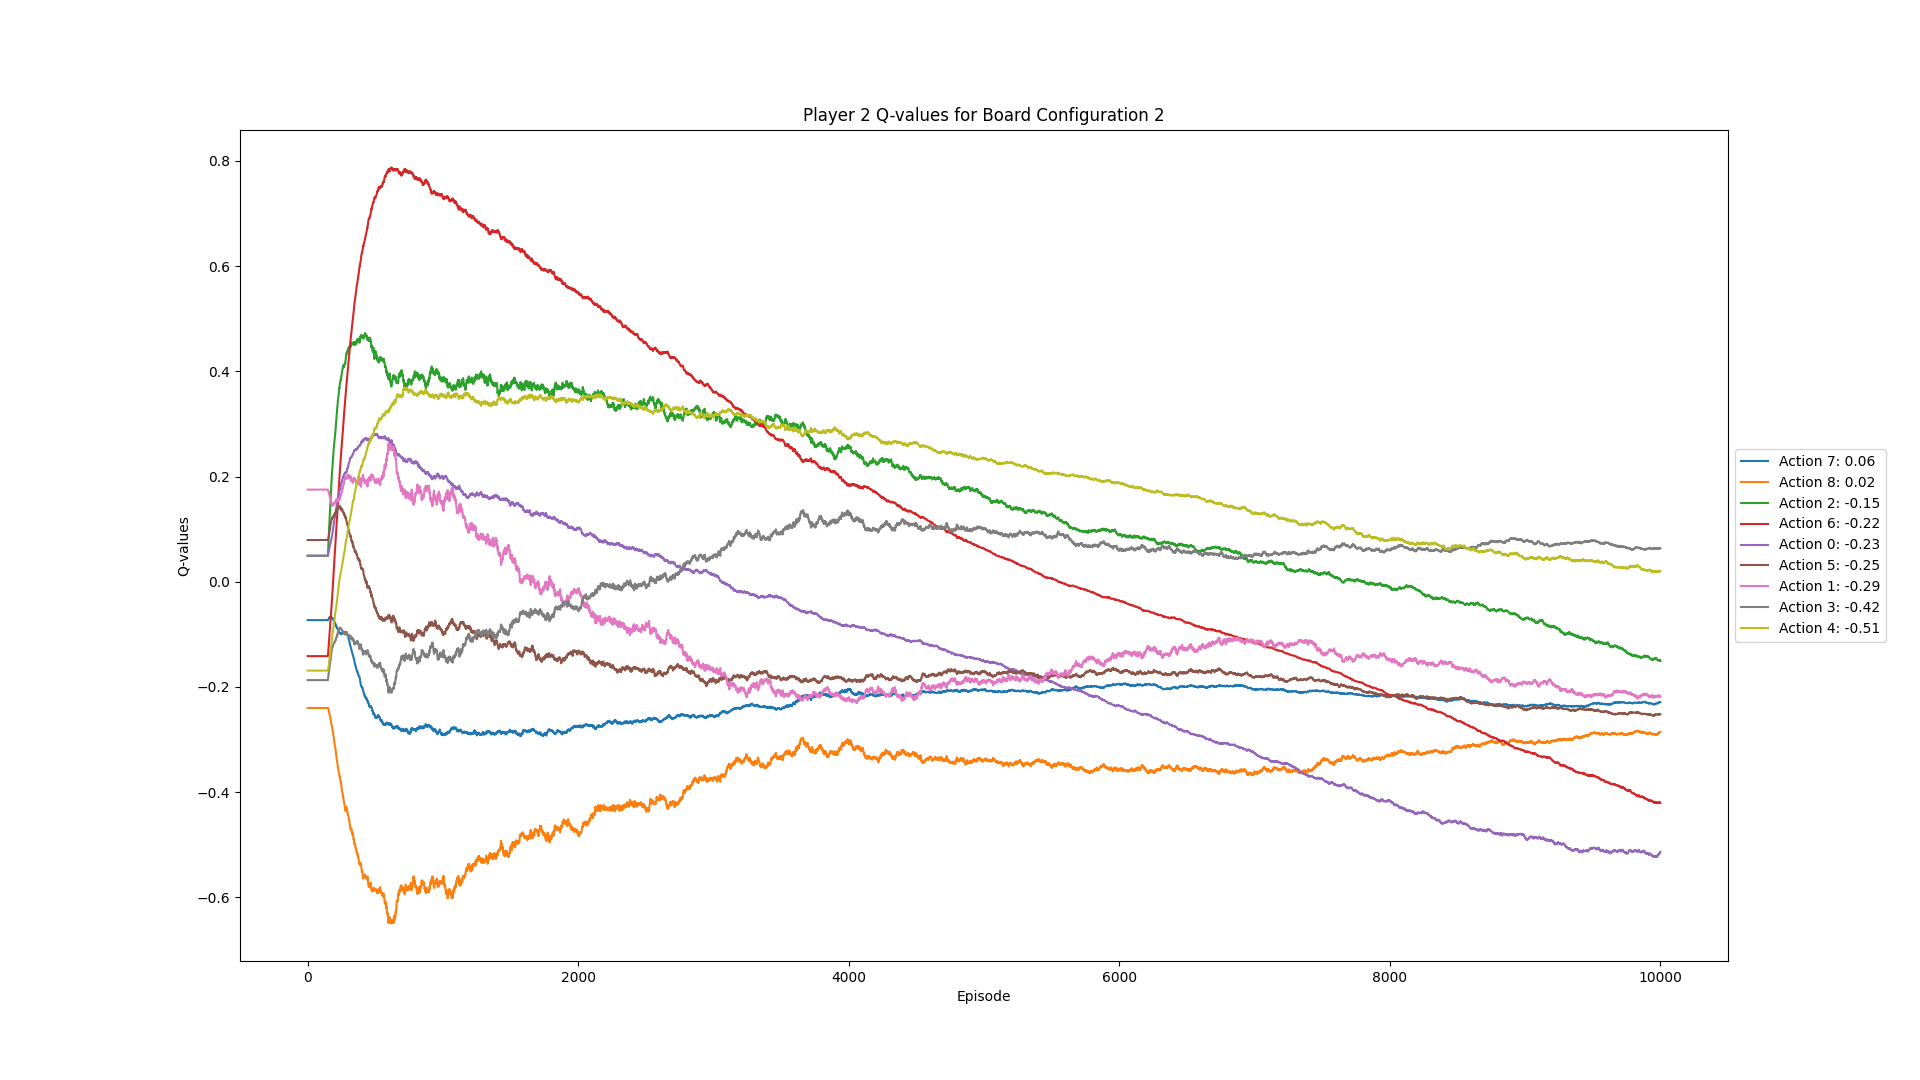 Player 2 Q-values for Board Configuration 2
0.8
0.6
0.4
0.2
0.0
−0.2
−0.4
−0.6
Q-values
0
2000
4000
6000
8000
10000
Episode
Action 7: 0.06
Action 8: 0.02
Action 2: -0.15
Action 6: -0.22
Action 0: -0.23
Action 5: -0.25
Action 1: -0.29
Action 3: -0.42
Action 4: -0.51